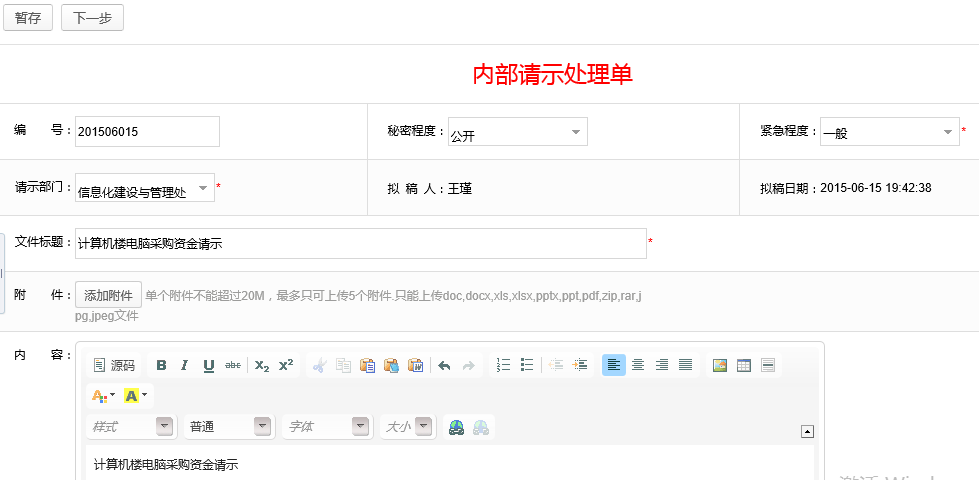 暂存 下一步
内部请示处理单
编 号：201506015 秘密程度：公开 紧急程度：一般 *
请示部门：信息化建设与管理处 * 拟 稿 人：王瑾 拟稿日期：2015-06-15 19:42:38
文件标题：计算机楼电脑采购资金请示 *
附 件：添加附件 单个附件不能超过20M，最多只可上传5个附件.只能上传doc,docx,xls,xlsx,pptx,ppt,pdf,zip,rar,j
pg,jpeg文件
内 容：
源码 B I U abc X₂ X²
A A
样式 普通 字体 大小
计算机楼电脑采购资金请示